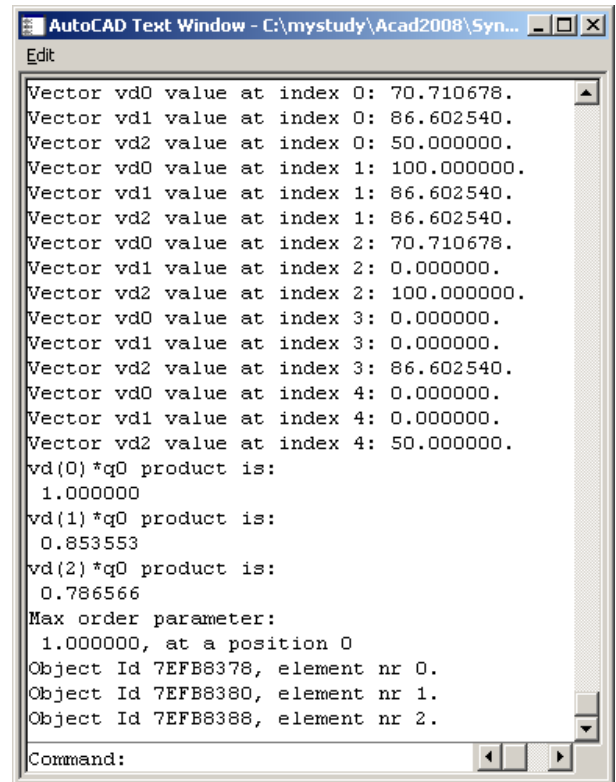 AutoCAD Text Window - C:\mystudy\Acad2008\Syn...
Edit
Vector vd0 value at index 0: 70.710678.
Vector vd1 value at index 0: 86.602540.
Vector vd2 value at index 0: 50.000000.
Vector vd0 value at index 1: 100.000000.
Vector vd1 value at index 1: 86.602540.
Vector vd2 value at index 1: 86.602540.
Vector vd0 value at index 2: 70.710678.
Vector vd1 value at index 2: 0.000000.
Vector vd2 value at index 2: 100.000000.
Vector vd0 value at index 3: 0.000000.
Vector vd1 value at index 3: 0.000000.
Vector vd2 value at index 3: 86.602540.
Vector vd0 value at index 4: 0.000000.
Vector vd1 value at index 4: 0.000000.
Vector vd2 value at index 4: 50.000000.
vd(0)*q0 product is:
1.000000
vd(1)*q0 product is:
0.853553
vd(2)*q0 product is:
0.786566
Max order parameter:
1.000000, at a position 0
Object Id 7EFB8378, element nr 0.
Object Id 7EFB8380, element nr 1.
Object Id 7EFB8388, element nr 2.
Command: